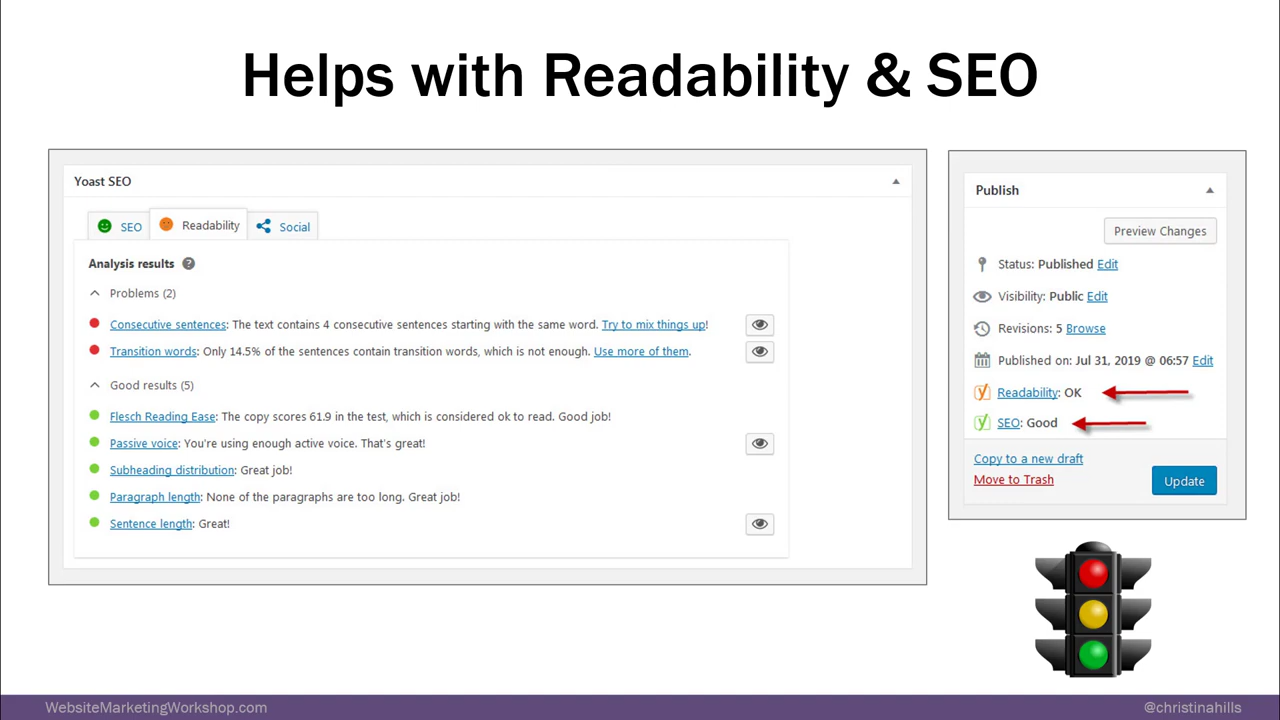 Helps with Readability & SEO
Yoast SEO
SEO
Readability
Social
Analysis results
Problems (2)
Consecutive sentences: The text contains 4 consecutive sentences starting with the same word. Try to mix things up!
Transition words: Only 14.5% of the sentences contain transition words, which is not enough. Use more of them.
Good results (5)
Flesch Reading Ease: The copy scores 61.9 in the test, which is considered ok to read. Good job!
Passive voice: You're using enough active voice. That's great!
Subheading distribution: Great job!
Paragraph length: None of the paragraphs are too long. Great job!
Sentence length: Great!
Publish
Preview Changes
Status: Published Edit
Visibility: Public Edit
Revisions: 5 Browse
Published on: Jul 31, 2019 @ 06:57 Edit
Readability: OK
SEO: Good
Copy to a new draft
Move to Trash
Update
WebsiteMarketingWorkshop.com
@christinahills